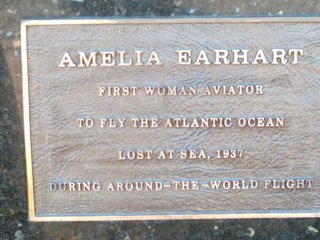 AMELIA EARHART
FIRST WOMAN AVIATOR
TO FLY THE ATLANTIC OCEAN
LOST AT SEA, 1937
DURING AROUND-THE-WORLD FLIGHT